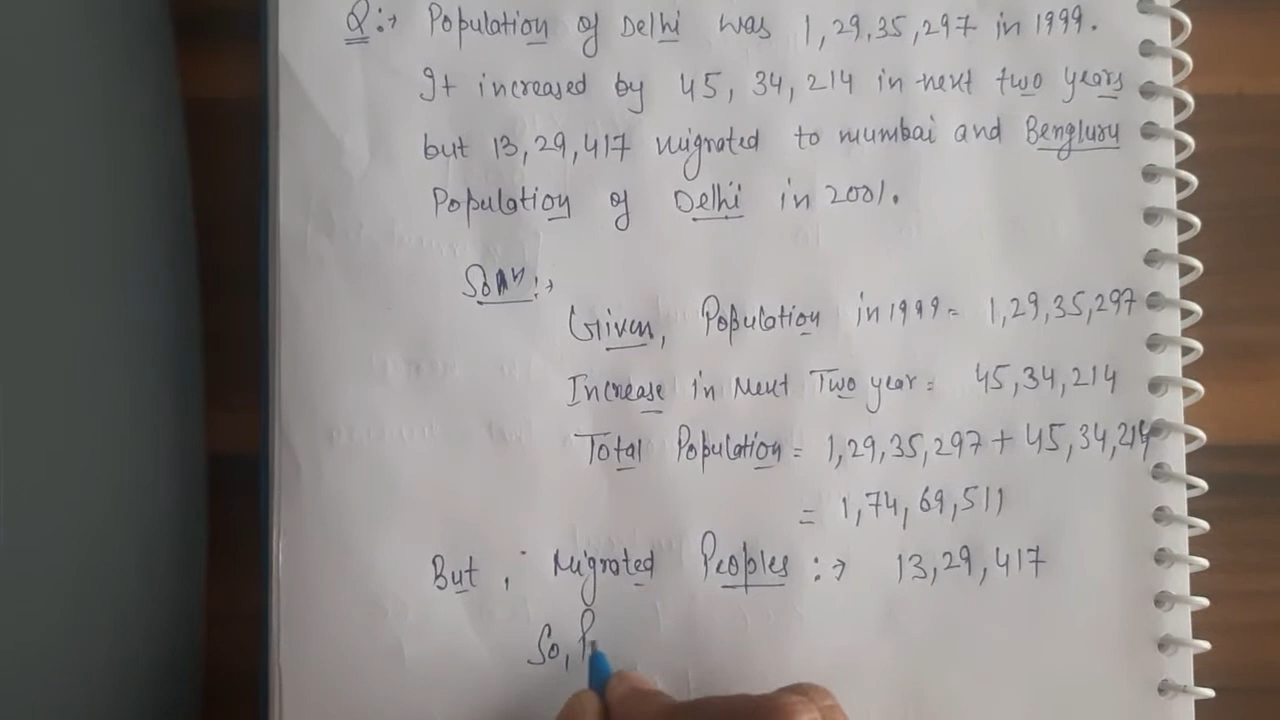 Q:→ Population of Delhi was 1,29,35,297 in 1999.
It increased by 45,34,214 in next two years
but 13,29,417 migrated to mumbai and Bengluru
Population of Delhi in 2001.
Soln:→
Given, Population in 1999= 1,29,35,297
Increase in Next Two year= 45,34,214
Total Population = 1,29,35,297 + 45,34,214
= 1,74,69,511
But, Migrated Peoples :→ 13,29,417
So, P